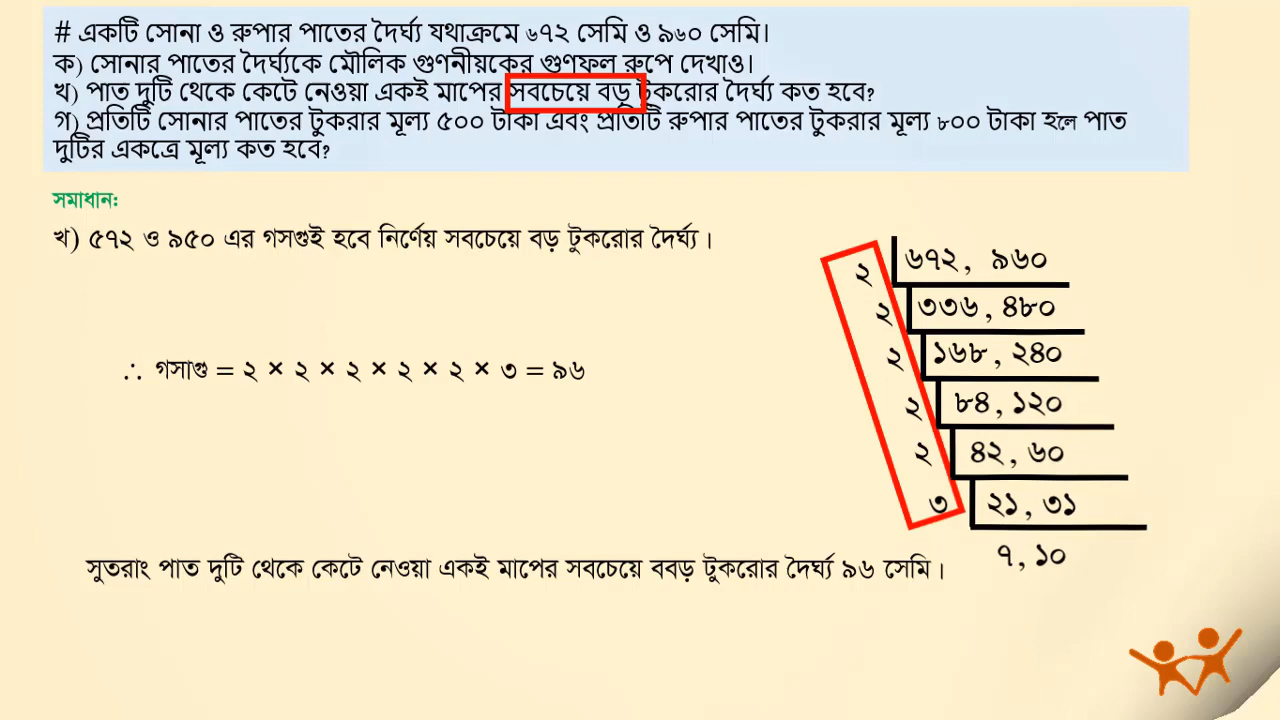 # একটি সোনা ও রুপার পাতের দৈর্ঘ্য যথাক্রমে ৬৭২ সেমি ও ৯৬০ সেমি।
ক) সোনার পাতের দৈর্ঘ্যকে মৌলিক গুণনীয়কের গুণফল রুপে দেখাও।
খ) পাত দুটি থেকে কেটে নেওয়া একই মাপের সবচেয়ে বড় টুকরোর দৈর্ঘ্য কত হবে?
গ) প্রতিটি সোনার পাতের টুকরার মূল্য ৫০০ টাকা এবং প্রতিটি রুপার পাতের টুকরার মূল্য ৮০০ টাকা হলে পাত
দুটির একত্রে মূল্য কত হবে?
সমাধান:
খ) ৫৭২ ও ৯৫০ এর গসগুই হবে নির্ণেয় সবচেয়ে বড় টুকরোর দৈর্ঘ্য।
২ ৬৭২, ৯৬০
২ ৩৩৬, ৪৮০
২ ১৬৮, ২৪০
∴ গসাগু = ২ × ২ × ২ × ২ × ২ × ৩ = ৯৬
২ ৮৪, ১২০
২ ৪২, ৬০
৩ ২১, ৩১
৭, ১০
সুতরাং পাত দুটি থেকে কেটে নেওয়া একই মাপের সবচেয়ে ববড় টুকরোর দৈর্ঘ্য ৯৬ সেমি।